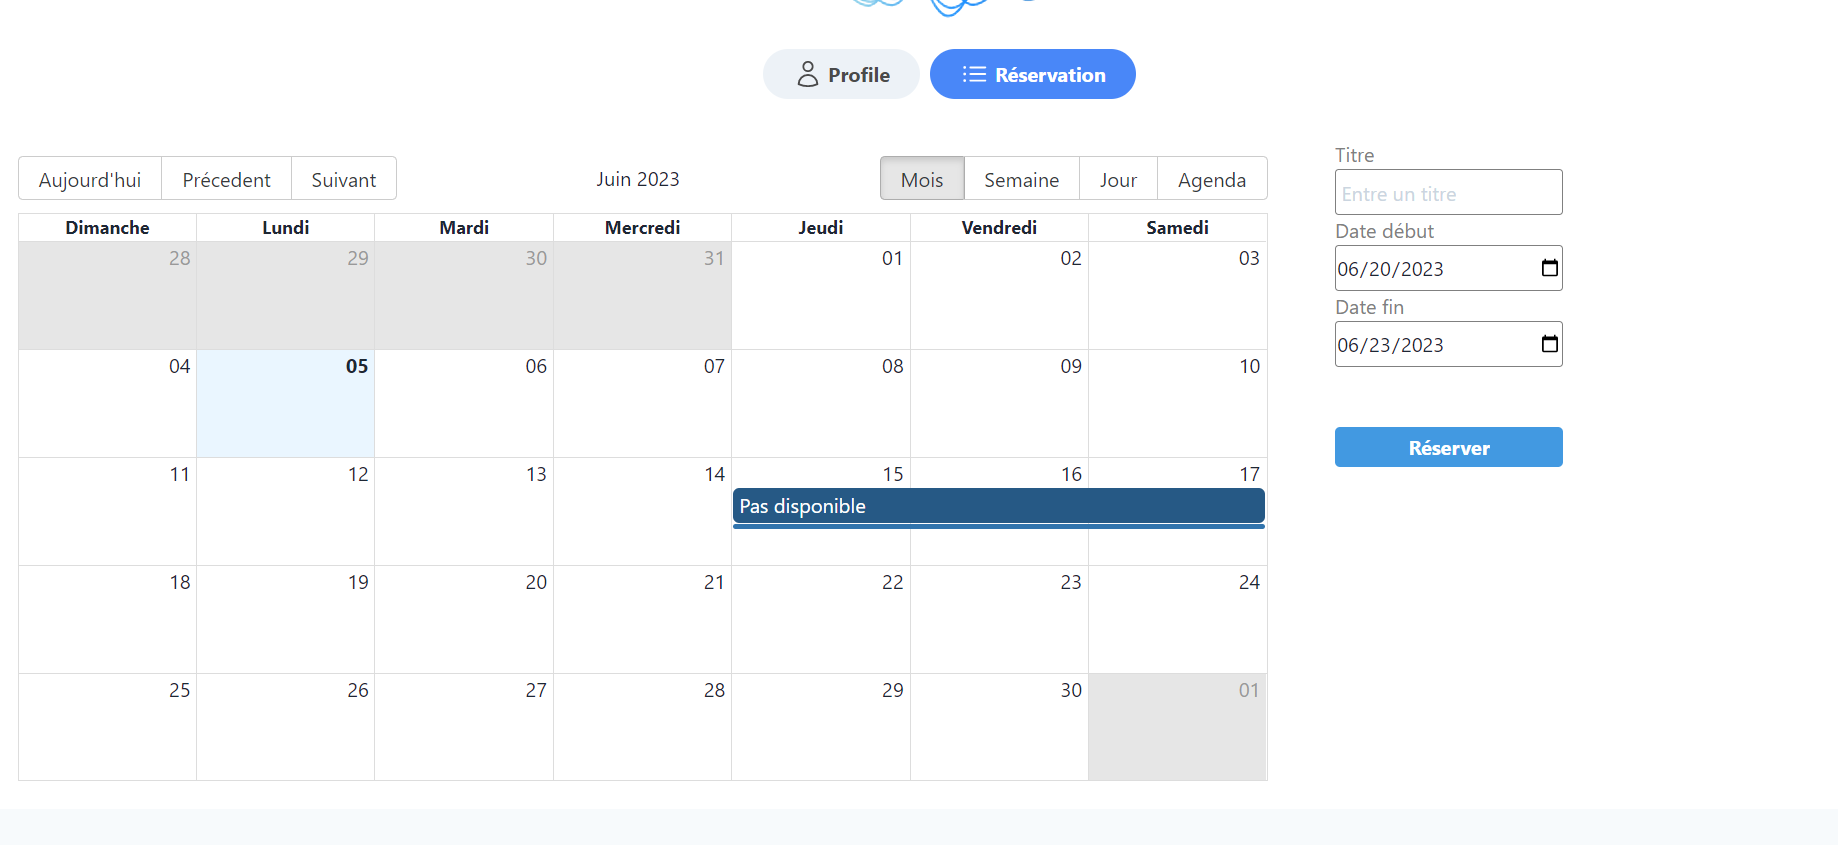 Profile Réservation
Aujourd'hui Précedent Suivant Juin 2023 Mois Semaine Jour Agenda
Dimanche Lundi Mardi Mercredi Jeudi Vendredi Samedi
28 29 30 31 01 02 03
04 05 06 07 08 09 10
11 12 13 14 15 16 17
Pas disponible
18 19 20 21 22 23 24
25 26 27 28 29 30 01
Titre
Entre un titre
Date début
06/20/2023
Date fin
06/23/2023
Réserver